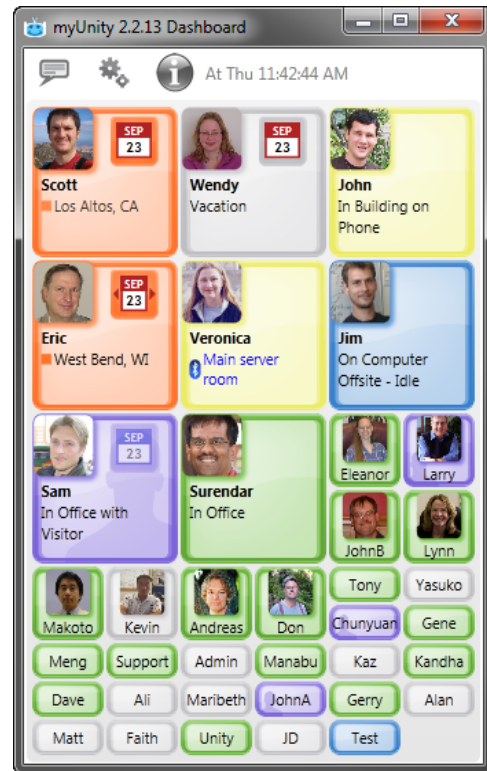 myUnity 2.2.13 Dashboard
At Thu 11:42:44 AM
SEP
23
Scott
Los Altos, CA
SEP
23
Wendy
Vacation
John
In Building on
Phone
SEP
23
Eric
West Bend, WI
Veronica
Main server
room
Jim
On Computer
Offsite - Idle
SEP
23
Sam
In Office with
Visitor
Surendar
In Office
Eleanor
Larry
JohnB
Lynn
Makoto
Kevin
Andreas
Don
Tony
Yasuko
Chunyuan
Gene
Meng
Support
Admin
Manabu
Kaz
Kandha
Dave
Ali
Maribeth
JohnA
Gerry
Alan
Matt
Faith
Unity
JD
Test